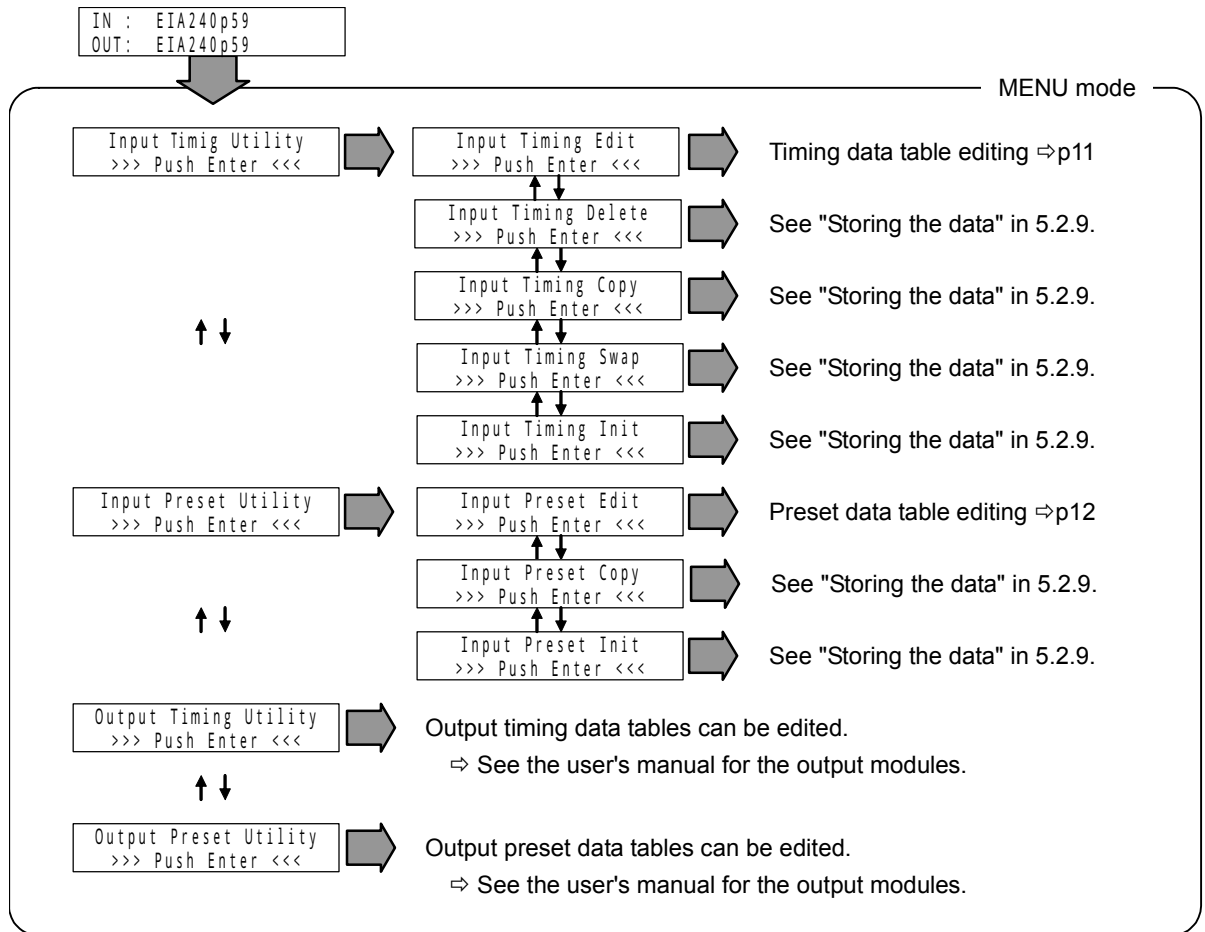 IN : EIA240p59
OUT: EIA240p59
MENU mode
Input Timig Utility
>>> Push Enter <<<
Input Timing Edit
>>> Push Enter <<<
Timing data table editing ⇨p11
Input Timing Delete
>>> Push Enter <<<
See "Storing the data" in 5.2.9.
Input Timing Copy
>>> Push Enter <<<
See "Storing the data" in 5.2.9.
Input Timing Swap
>>> Push Enter <<<
See "Storing the data" in 5.2.9.
Input Timing Init
>>> Push Enter <<<
See "Storing the data" in 5.2.9.
Input Preset Utility
>>> Push Enter <<<
Input Preset Edit
>>> Push Enter <<<
Preset data table editing ⇨p12
Input Preset Copy
>>> Push Enter <<<
See "Storing the data" in 5.2.9.
Input Preset Init
>>> Push Enter <<<
See "Storing the data" in 5.2.9.
Output Timing Utility
>>> Push Enter <<<
Output timing data tables can be edited.
⇨ See the user's manual for the output modules.
Output Preset Utility
>>> Push Enter <<<
Output preset data tables can be edited.
⇨ See the user's manual for the output modules.